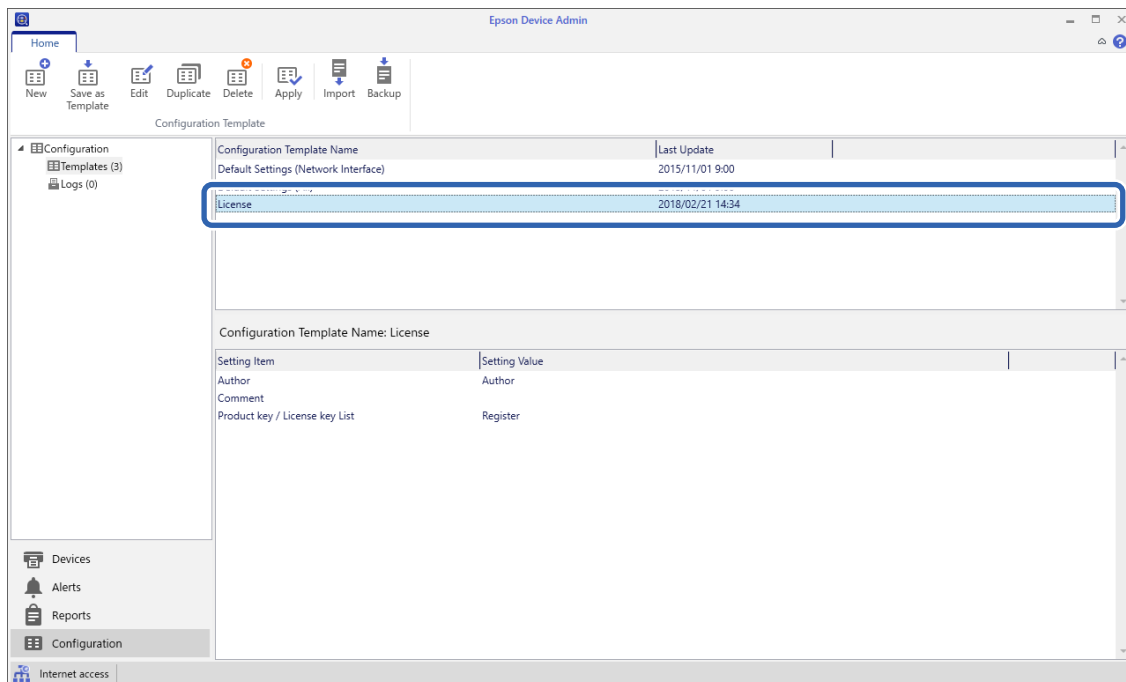 Epson Device Admin
Home
New
Save as
Template
Edit
Duplicate
Delete
Apply
Import
Backup
Configuration Template
Configuration
Templates (3)
Logs (0)
Configuration Template Name Last Update
Default Settings (Network Interface) 2015/11/01 9:00
License 2018/02/21 14:34
Configuration Template Name: License
Setting Item Setting Value
Author Author
Comment
Product key / License key List Register
Devices
Alerts
Reports
Configuration
Internet access